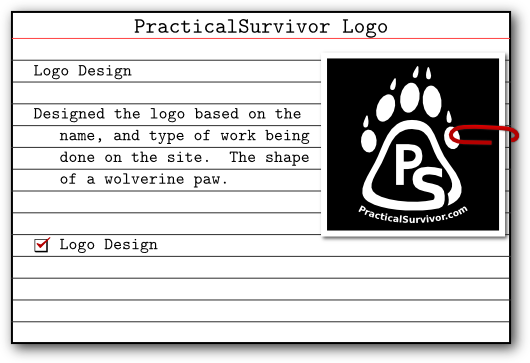 PracticalSurvivor Logo
Logo Design
Designed the logo based on the
name, and type of work being
done on the site.  The shape
of a wolverine paw.
PS
PracticalSurvivor.com
Logo Design